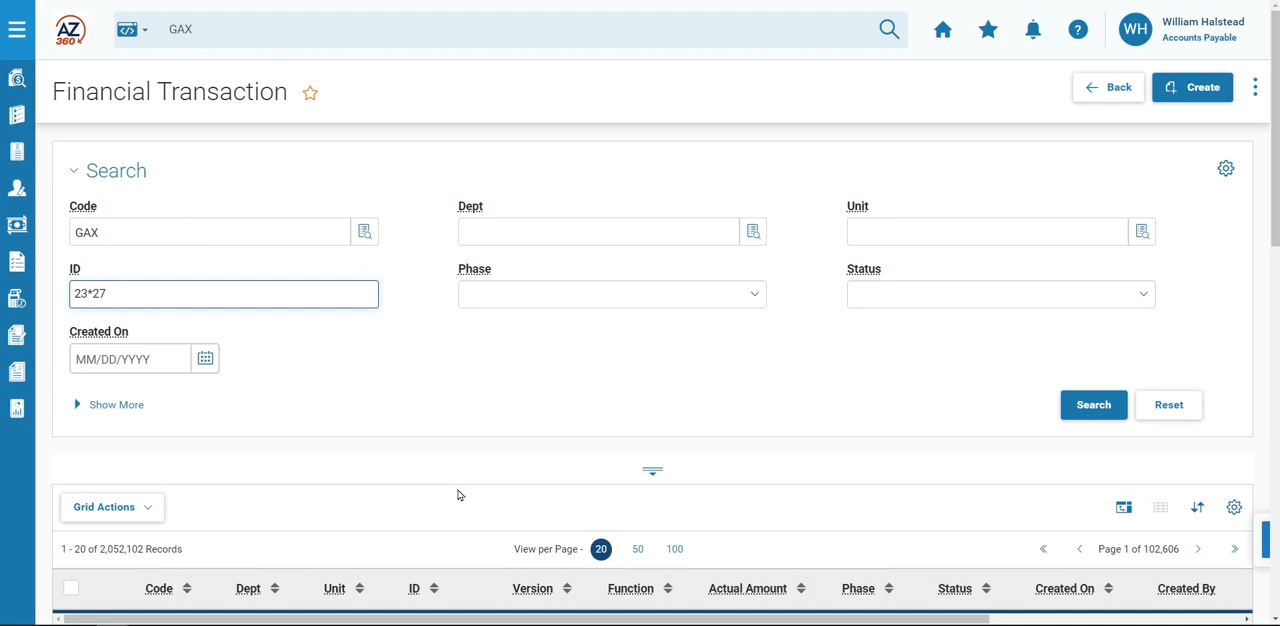 AZ
360
GAX
WH
William Halstead
Accounts Payable
Financial Transaction
Back
Create
Search
Code
Dept
Unit
GAX
ID
Phase
Status
23*27
Created On
MM/DD/YYYY
Show More
Search
Reset
Grid Actions
1 - 20 of 2,052,102 Records
View per Page - 20 50 100
Page 1 of 102,606
Code Dept Unit ID Version Function Actual Amount Phase Status Created On Created By